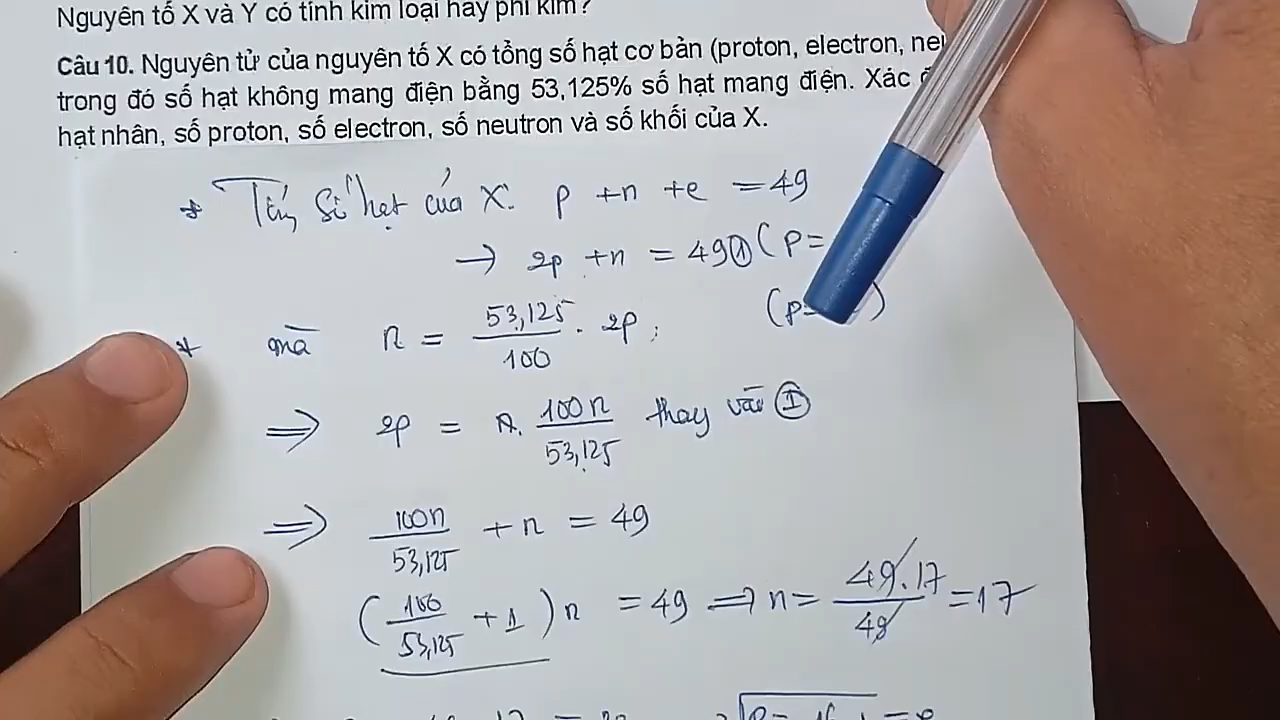 Nguyên tố X và Y có tính kim loại hay phi kim?
Câu 10. Nguyên tử của nguyên tố X có tổng số hạt cơ bản (proton, electron,
trong đó số hạt không mang điện bằng 53,125% số hạt mang điện. Xác
hạt nhân, số proton, số electron, số neutron và số khối của X.
* Tổng số hạt của X: p + n + e = 49
→ 2p + n = 49 ① (p=
* mà n = 53,125/100 . 2p; (p
⇒ 2p = 100n/53,125 thay vào ①
⇒ 100n/53,125 + n = 49
(100/53,125 + 1) n = 49 ⇒ n = 49.17/49 = 17